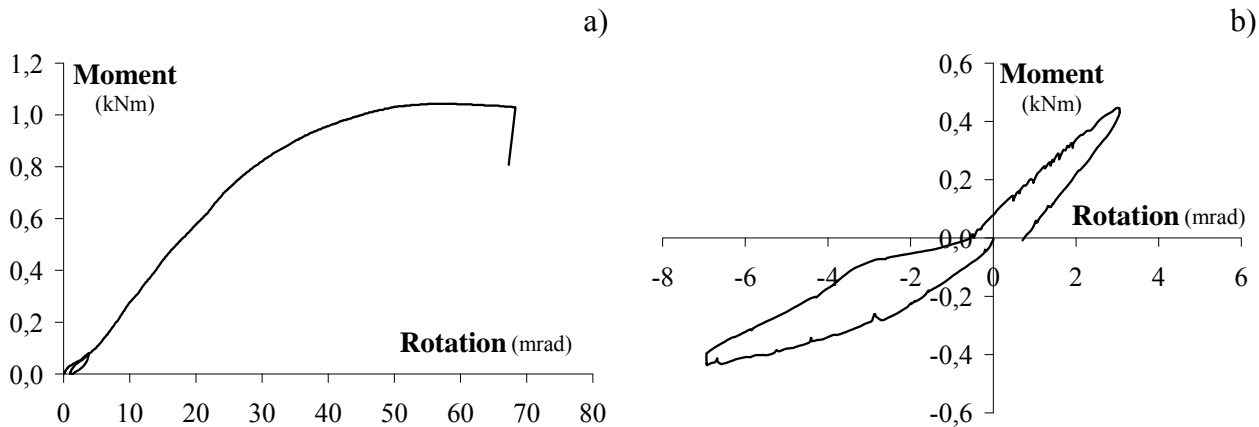 a)
1,2
1,0
0,8
0,6
0,4
0,2
0,0
Moment
(kNm)
Rotation (mrad)
0 10 20 30 40 50 60 70 80
b)
0,6
0,4
0,2
0,0
-0,2
-0,4
-0,6
Moment
(kNm)
Rotation (mrad)
-8 -6 -4 -2 0 2 4 6